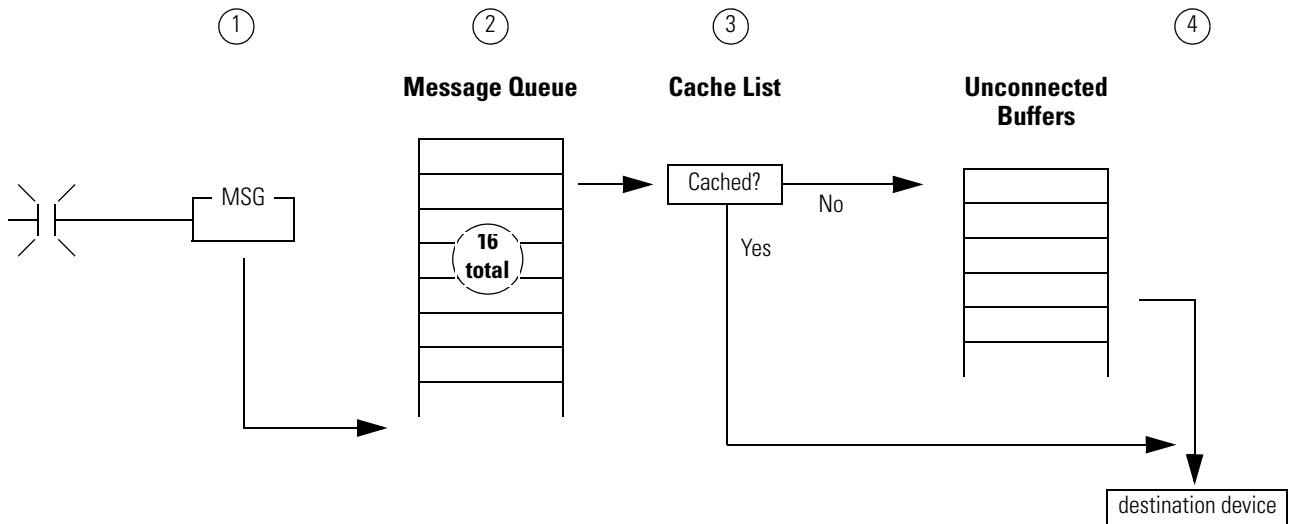 1
2
3
4
Message Queue
Cache List
Unconnected
Buffers
MSG
Cached?
No
16
total
Yes
destination device